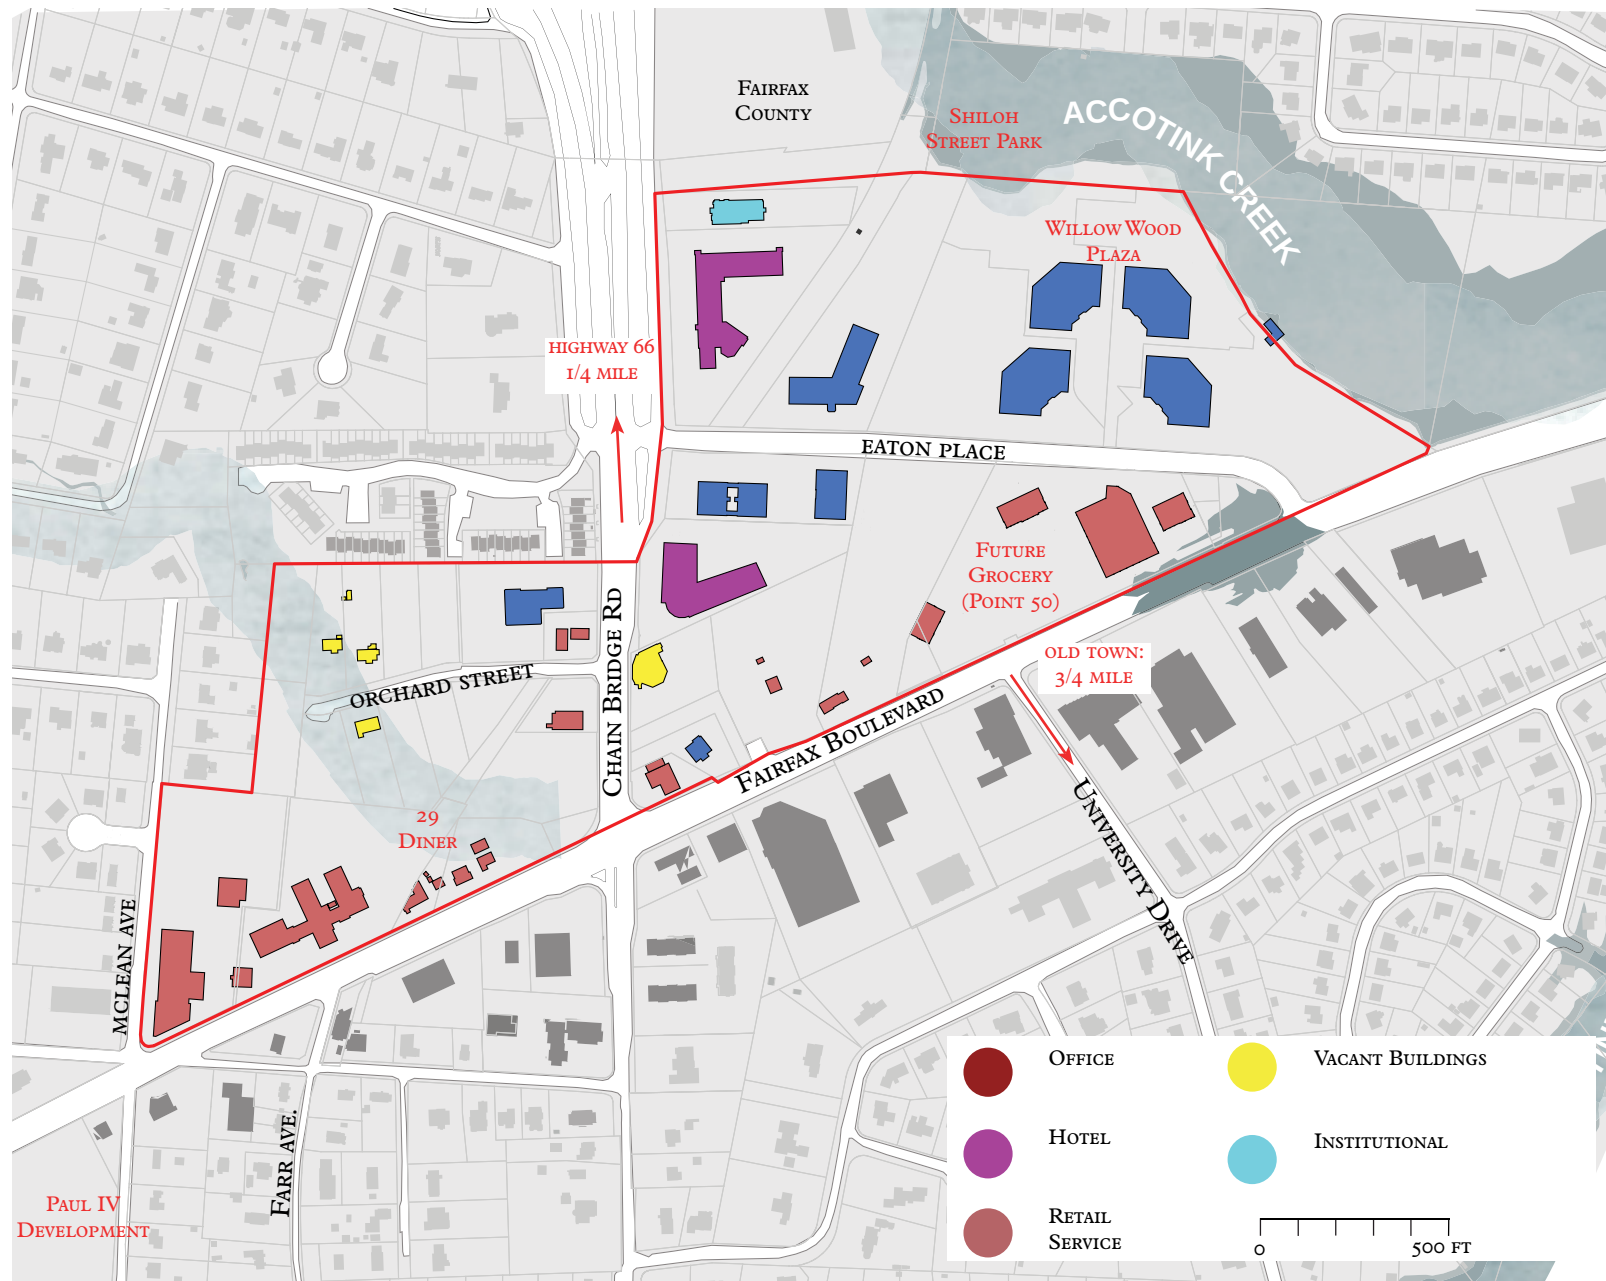 Fairfax
County
Shiloh
Street Park
ACCOTINK CREEK
Willow Wood
Plaza
Highway 66
1/4 mile
Eaton Place
Future
Grocery
(Point 50)
Chain Bridge Rd
Orchard Street
Old Town:
3/4 mile
Fairfax Boulevard
University Drive
29
Diner
McLean Ave
Farr Ave.
Paul IV
Development
Office
Vacant Buildings
Hotel
Institutional
Retail
Service
0 500 ft